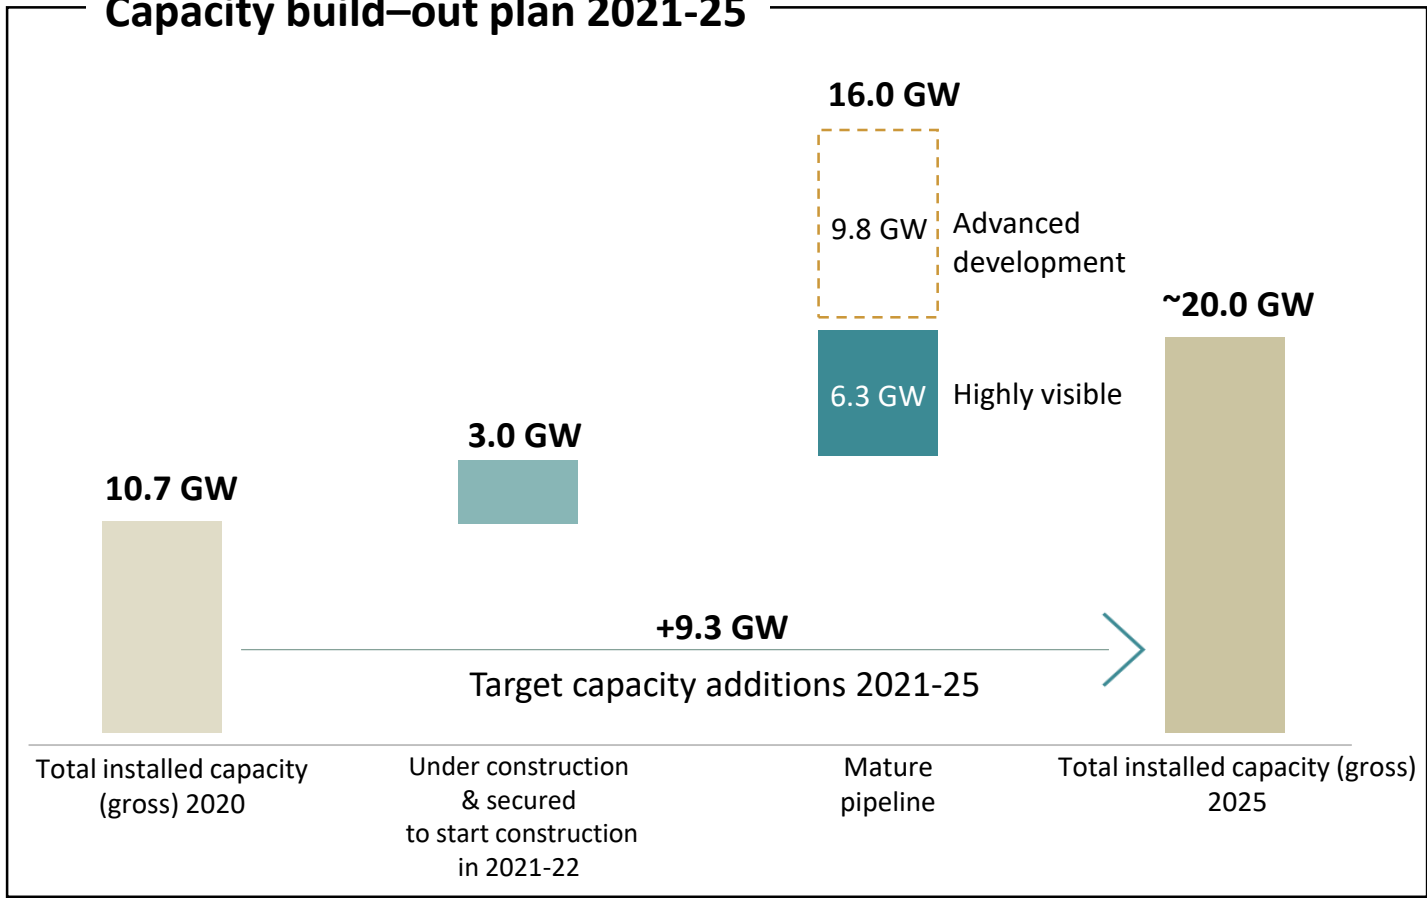 Capacity build–out plan 2021-25
16.0 GW
9.8 GW
Advanced
development
~20.0 GW
6.3 GW
Highly visible
3.0 GW
10.7 GW
+9.3 GW
Target capacity additions 2021-25
Total installed capacity
(gross) 2020
Under construction
& secured
to start construction
in 2021-22
Mature
pipeline
Total installed capacity (gross)
2025